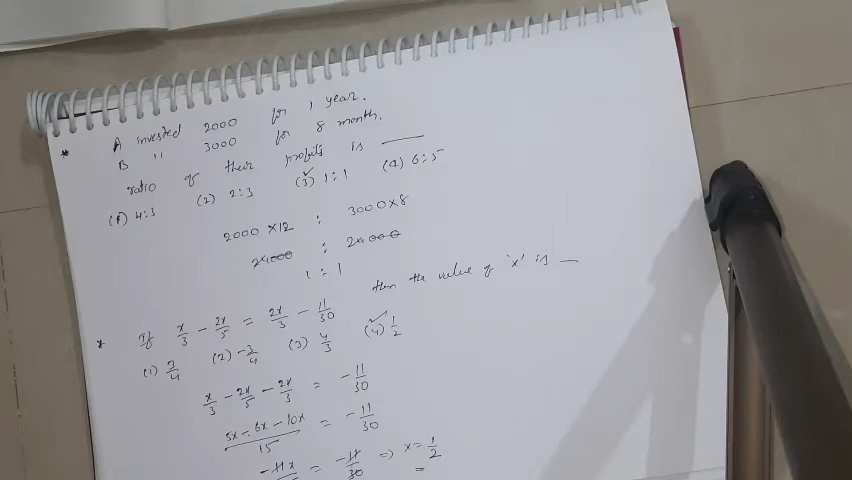 * A invested 2000 for 1 year.
B " 3000 for 8 month.
ratio of their profits is ___
(1) 4:3 (2) 2:3 (3) 1:1 (4) 6:5
2000 × 12 : 3000 × 8
24000 : 24000
1 : 1
* If x/3 - 2x/5 = 2x/3 - 11/30 then the value of 'x' is __
(1) 3/4 (2) -3/4 (3) 4/3 (4) 1/2
x/3 - 2x/5 - 2x/3 = -11/30
5x - 6x - 10x / 15 = -11/30
-11x = -11/30 => x = 1/2
=